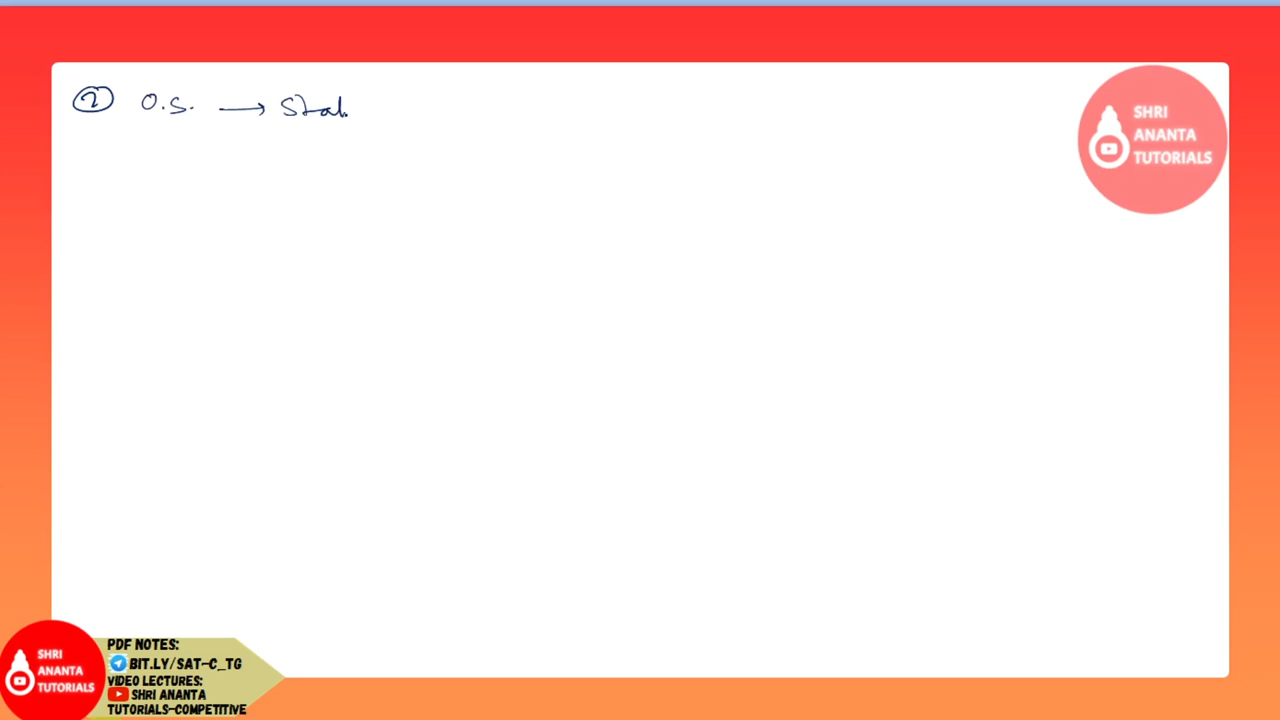 ② O.S. → Stal.
SHRI
ANANTA
TUTORIALS
SHRI
ANANTA
TUTORIALS
PDF NOTES:
BIT.LY/SAT-C_TG
VIDEO LECTURES:
SHRI ANANTA
TUTORIALS-COMPETITIVE